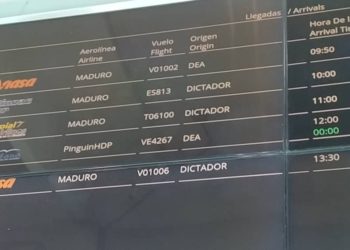 Llegadas / Arrivals
Aerolínea Vuelo Origen Hora De
Airline Flight Origin Arrival
MADURO V01002 DEA 09:50
MADURO E5813 DICTADOR 10:00
MADURO T06100 DICTADOR 11:00
PinguinHDP VE4267 DEA 12:00
00:00
MADURO V01006 DICTADOR 13:30